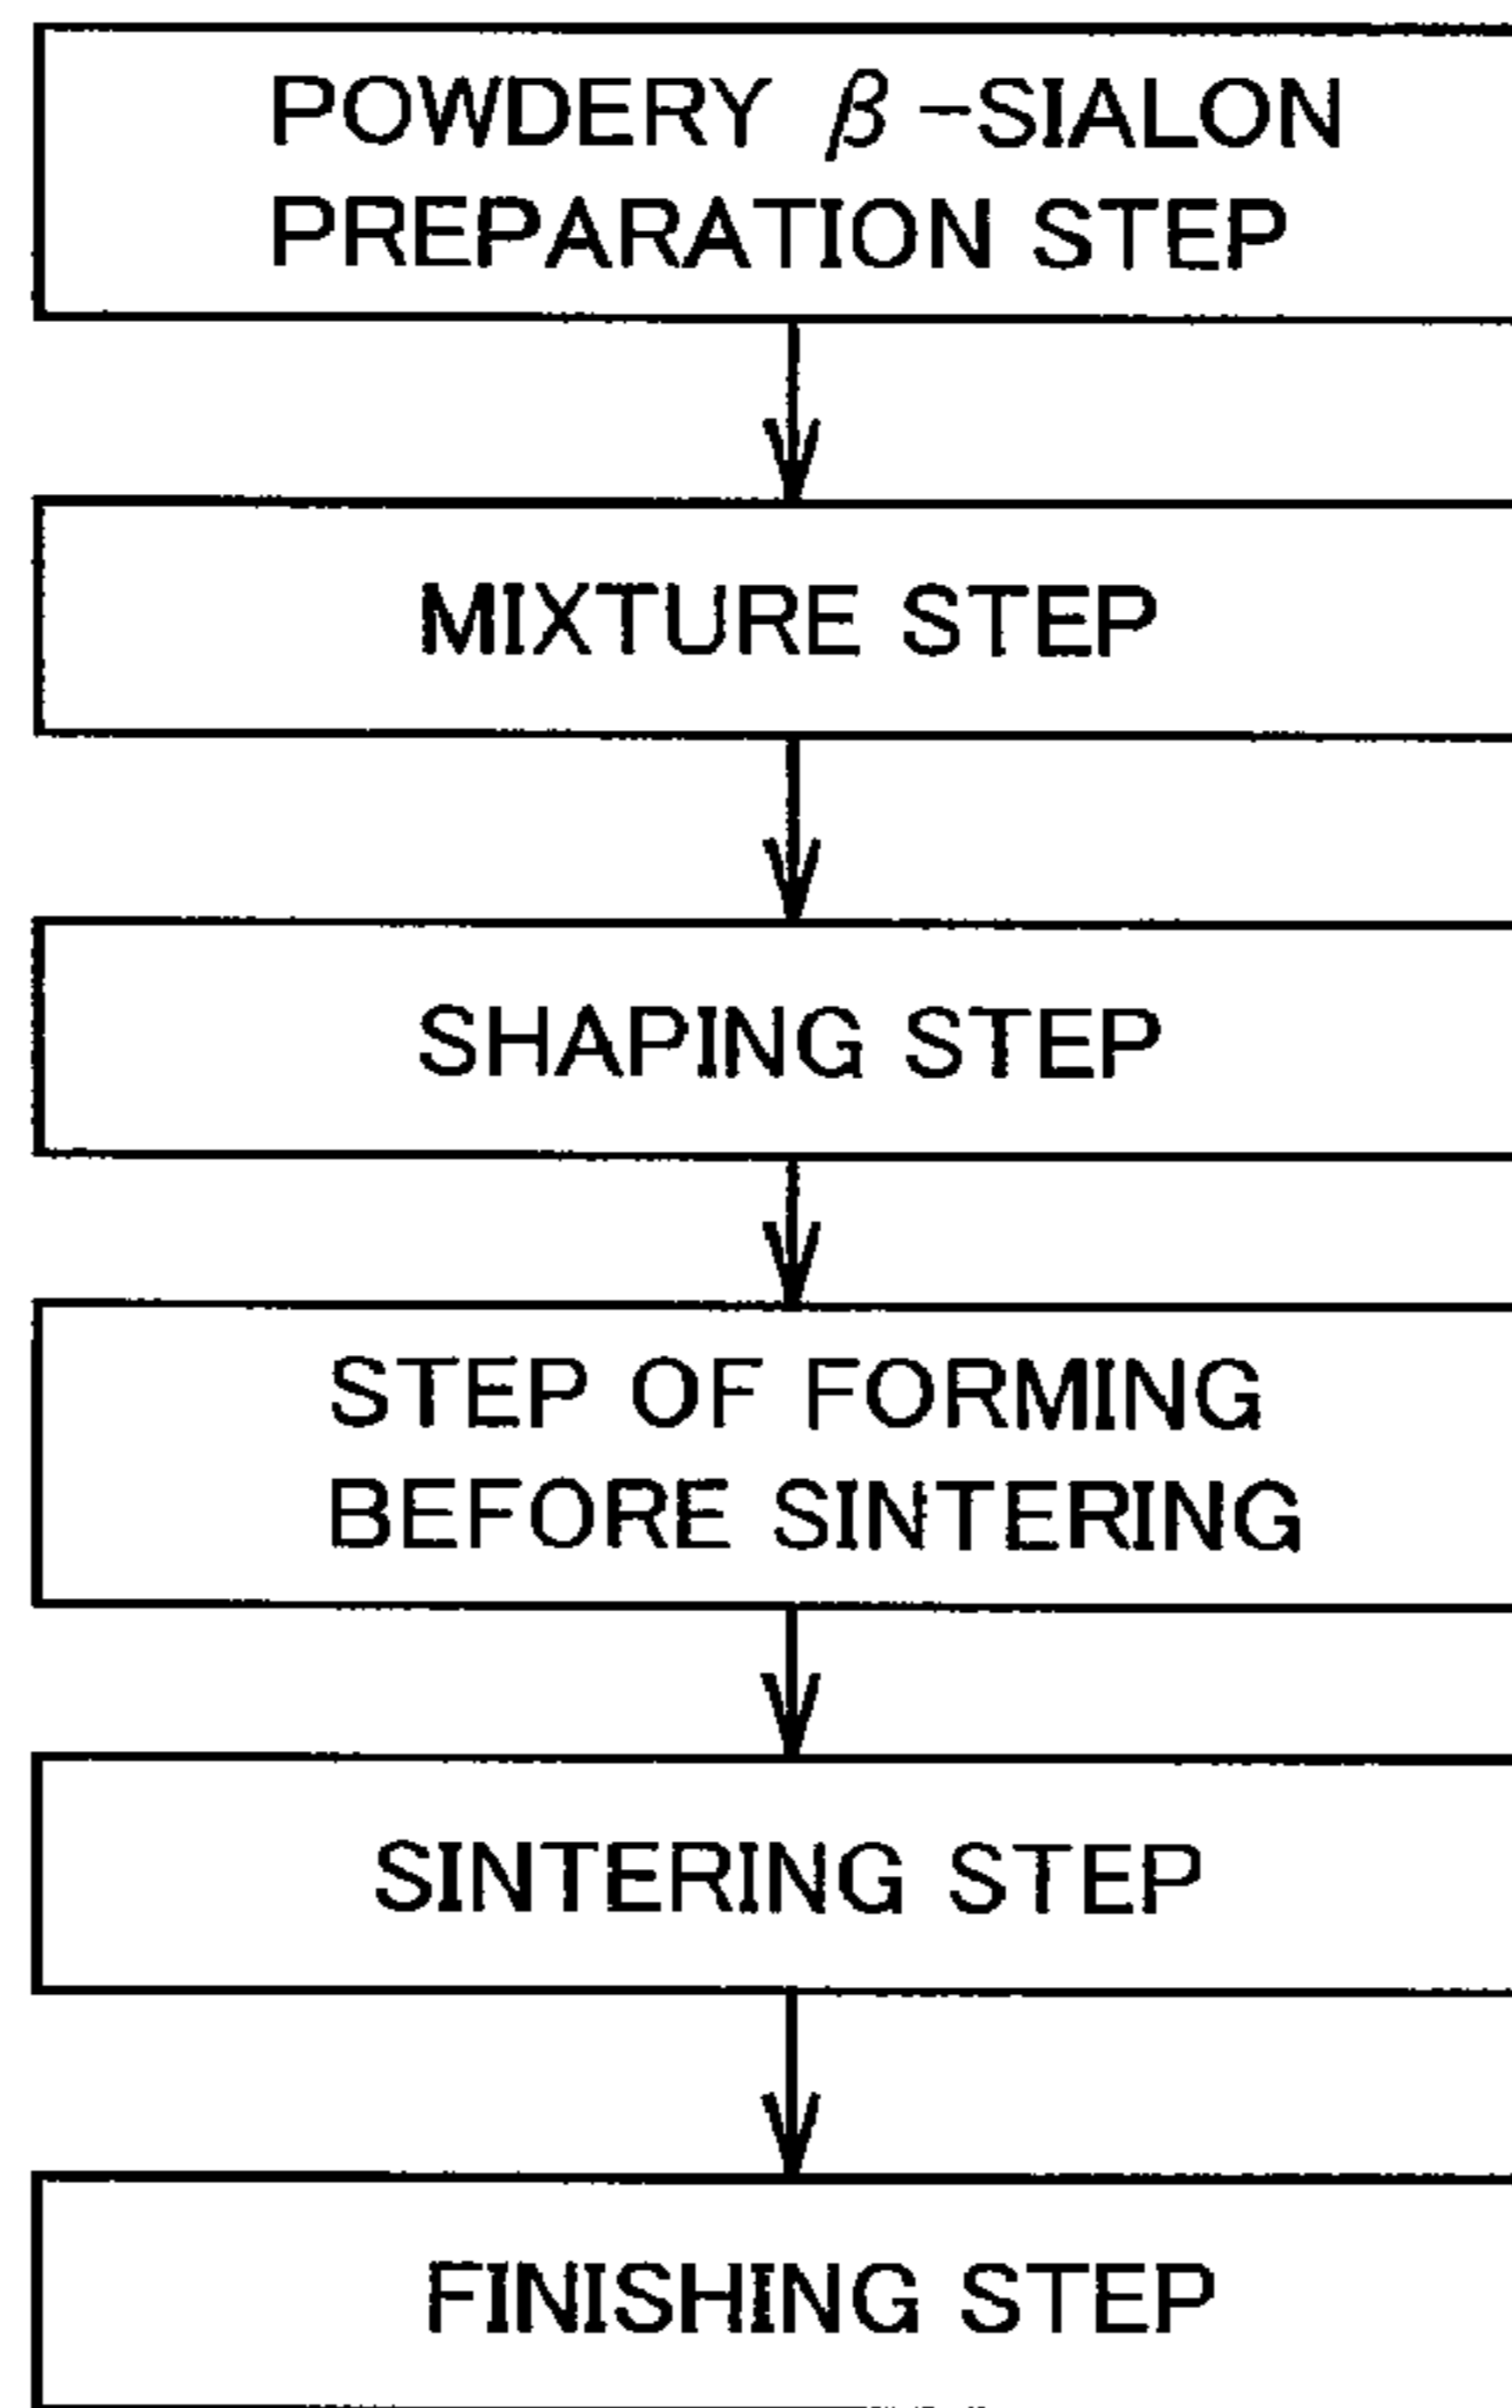 POWDERY β-SIALON
PREPARATION STEP
MIXTURE STEP
SHAPING STEP
STEP OF FORMING
BEFORE SINTERING
SINTERING STEP
FINISHING STEP